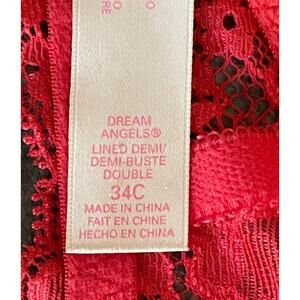 DREAM
ANGELS®
LINED DEMI/
DEMI-BUSTE
DOUBLÉ
34C
MADE IN CHINA
FAIT EN CHINE
HECHO EN CHINA